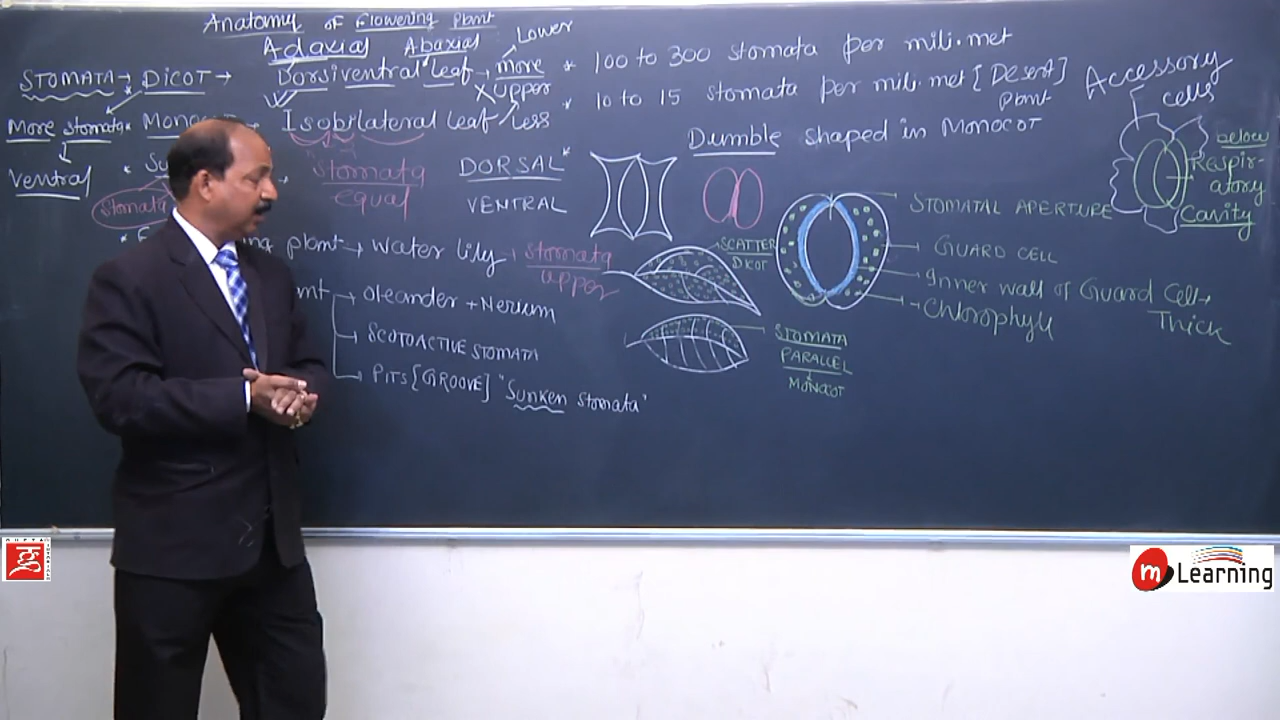 Anatomy of Flowering Plant
Adaxial Abaxial Lower
STOMATA → DICOT → Dorsiventral leaf → more
X upper
More stomata * Isobilateral leaf / less
Ventral
Stomata
Stomata
equal
DORSAL
VENTRAL
plant → water lily, stomata
upper
→ Oleander + Nerium
→ SCOTOACTIVE STOMATA
→ PITS [GROOVE] "Sunken Stomata"
* 100 to 300 stomata per mili.met
* 10 to 15 stomata per mili.met [Desert]
Plant
Dumble shaped in Monocot
SCATTER
DICOT
STOMATA
PARALLEL
MONOCOT
STOMATAL APERTURE
GUARD CELL
Inner wall of Guard Cell →
Thick
Chlorophyll
Accessory
cells
below
Respir-
atory
Cavity
m Learning